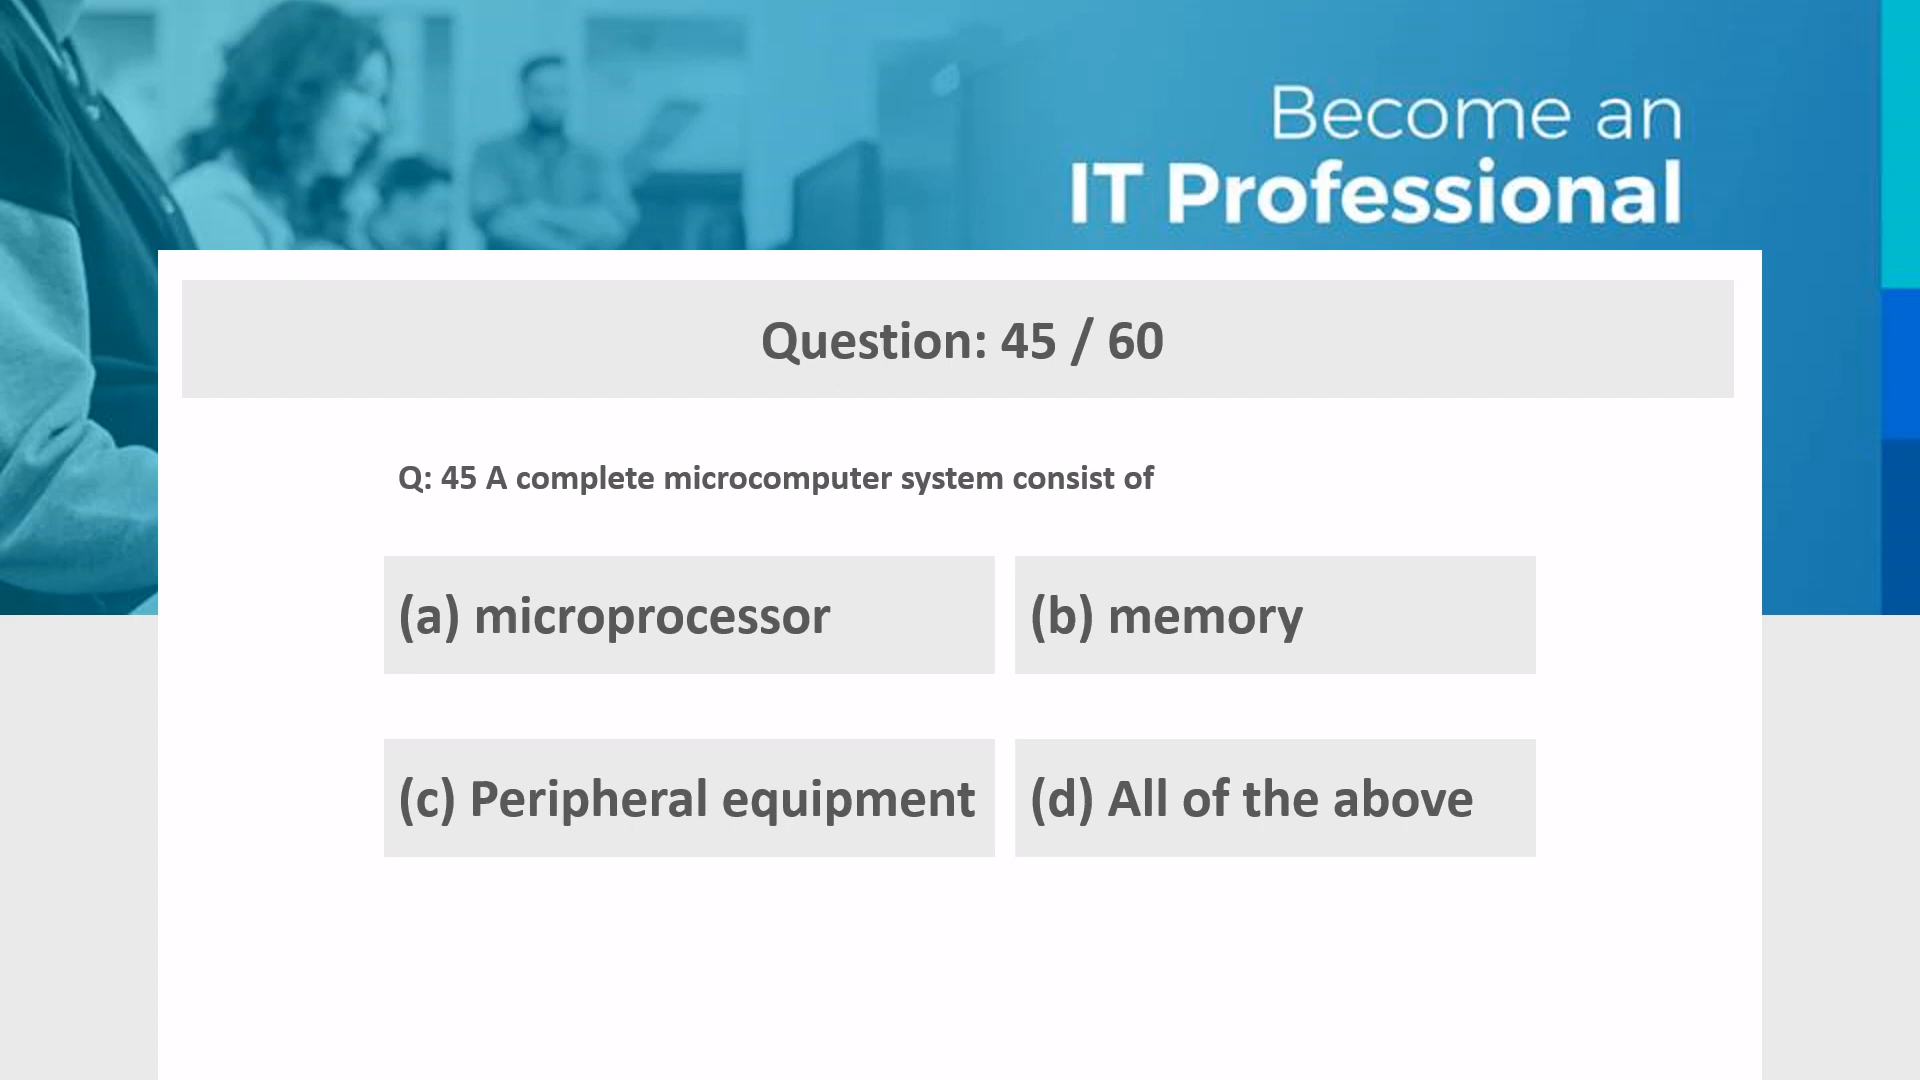 Become an
IT Professional
Question: 45 / 60
Q: 45 A complete microcomputer system consist of
(a) microprocessor
(b) memory
(c) Peripheral equipment
(d) All of the above